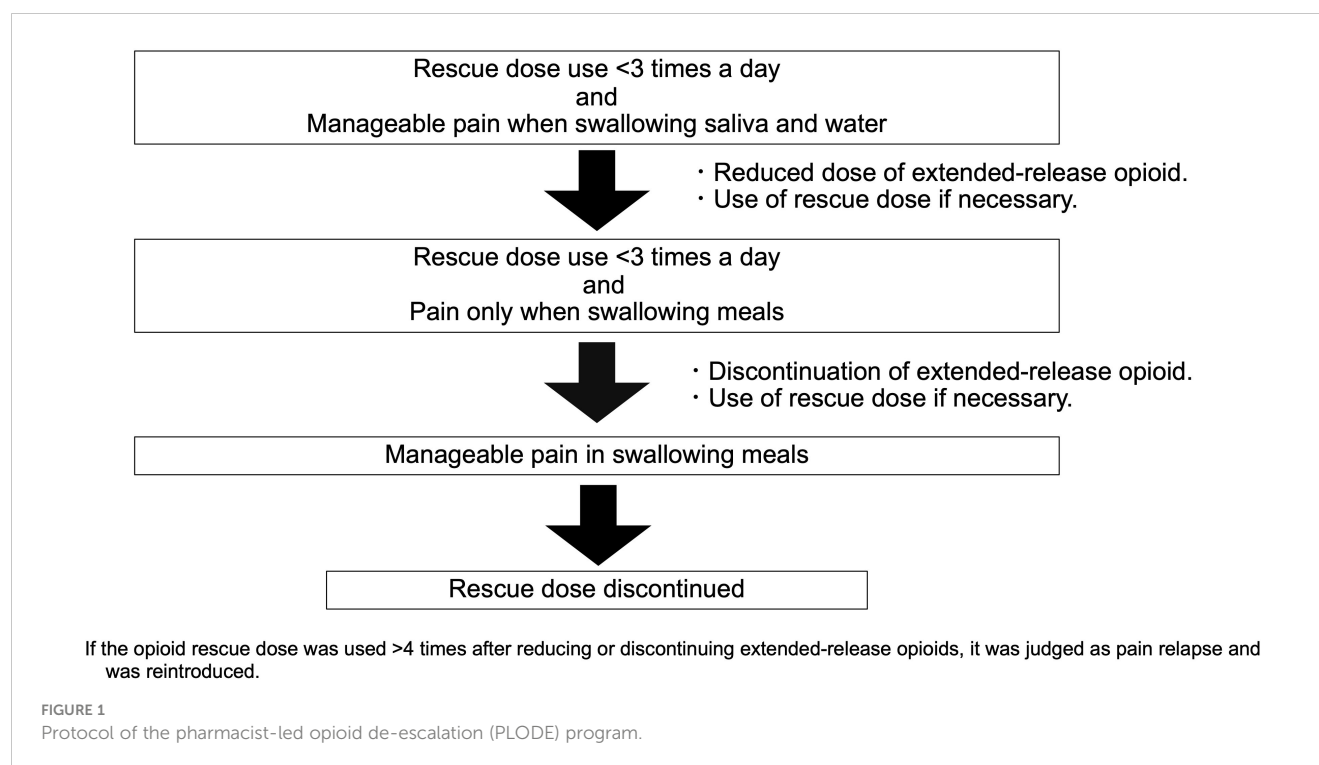 Rescue dose use <3 times a day
and
Manageable pain when swallowing saliva and water
・Reduced dose of extended-release opioid.
・Use of rescue dose if necessary.
Rescue dose use <3 times a day
and
Pain only when swallowing meals
・Discontinuation of extended-release opioid.
・Use of rescue dose if necessary.
Manageable pain in swallowing meals
Rescue dose discontinued
If the opioid rescue dose was used >4 times after reducing or discontinuing extended-release opioids, it was judged as pain relapse and
was reintroduced.
FIGURE 1
Protocol of the pharmacist-led opioid de-escalation (PLODE) program.